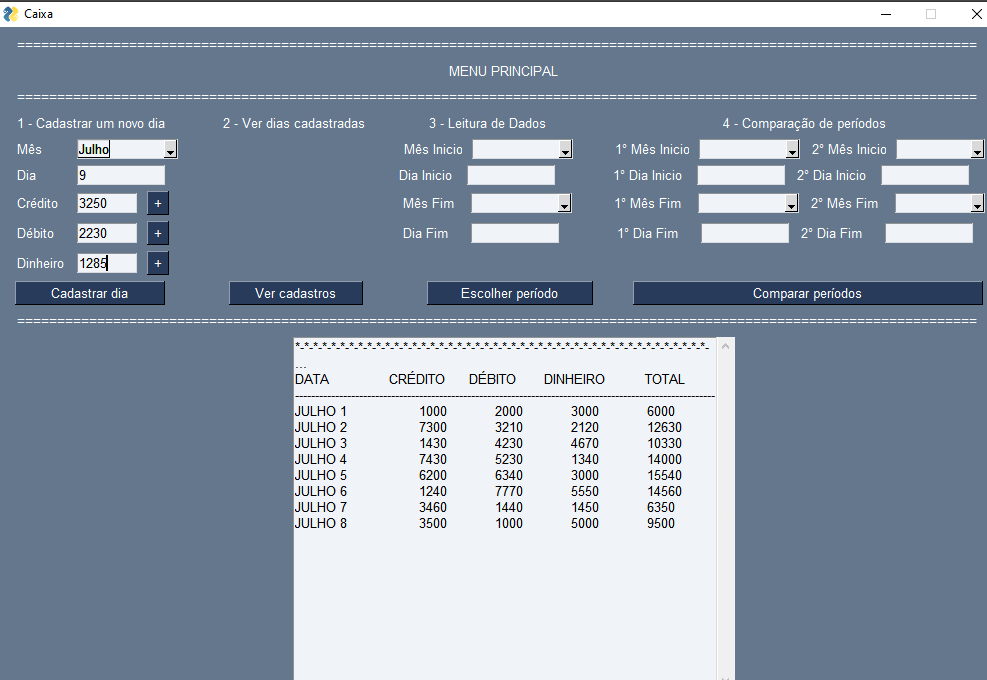 Caixa
================================================================================
MENU PRINCIPAL
================================================================================
1 - Cadastrar um novo dia 2 - Ver dias cadastradas 3 - Leitura de Dados 4 - Comparação de períodos
Mês Julho Mês Inicio 1° Mês Inicio 2° Mês Inicio
Dia 9 Dia Inicio 1° Dia Inicio 2° Dia Inicio
Crédito 3250 + Mês Fim 1° Mês Fim 2° Mês Fim
Débito 2230 + Dia Fim 1° Dia Fim 2° Dia Fim
Dinheiro 1285 +
Cadastrar dia Ver cadastros Escolher período Comparar períodos
================================================================================
*-*-*-*-*-*-*-*-*-*-*-*-*-*-*-*-*-*-*-*-*-*-*-*-*-*-*-*-*-*-*-*-*-*-*-*-*-*-*-*-*-*-*-*-*-*-
...
DATA CRÉDITO DÉBITO DINHEIRO TOTAL
----------------------------------------------------------------------------------------------------
JULHO 1 1000 2000 3000 6000
JULHO 2 7300 3210 2120 12630
JULHO 3 1430 4230 4670 10330
JULHO 4 7430 5230 1340 14000
JULHO 5 6200 6340 3000 15540
JULHO 6 1240 7770 5550 14560
JULHO 7 3460 1440 1450 6350
JULHO 8 3500 1000 5000 9500